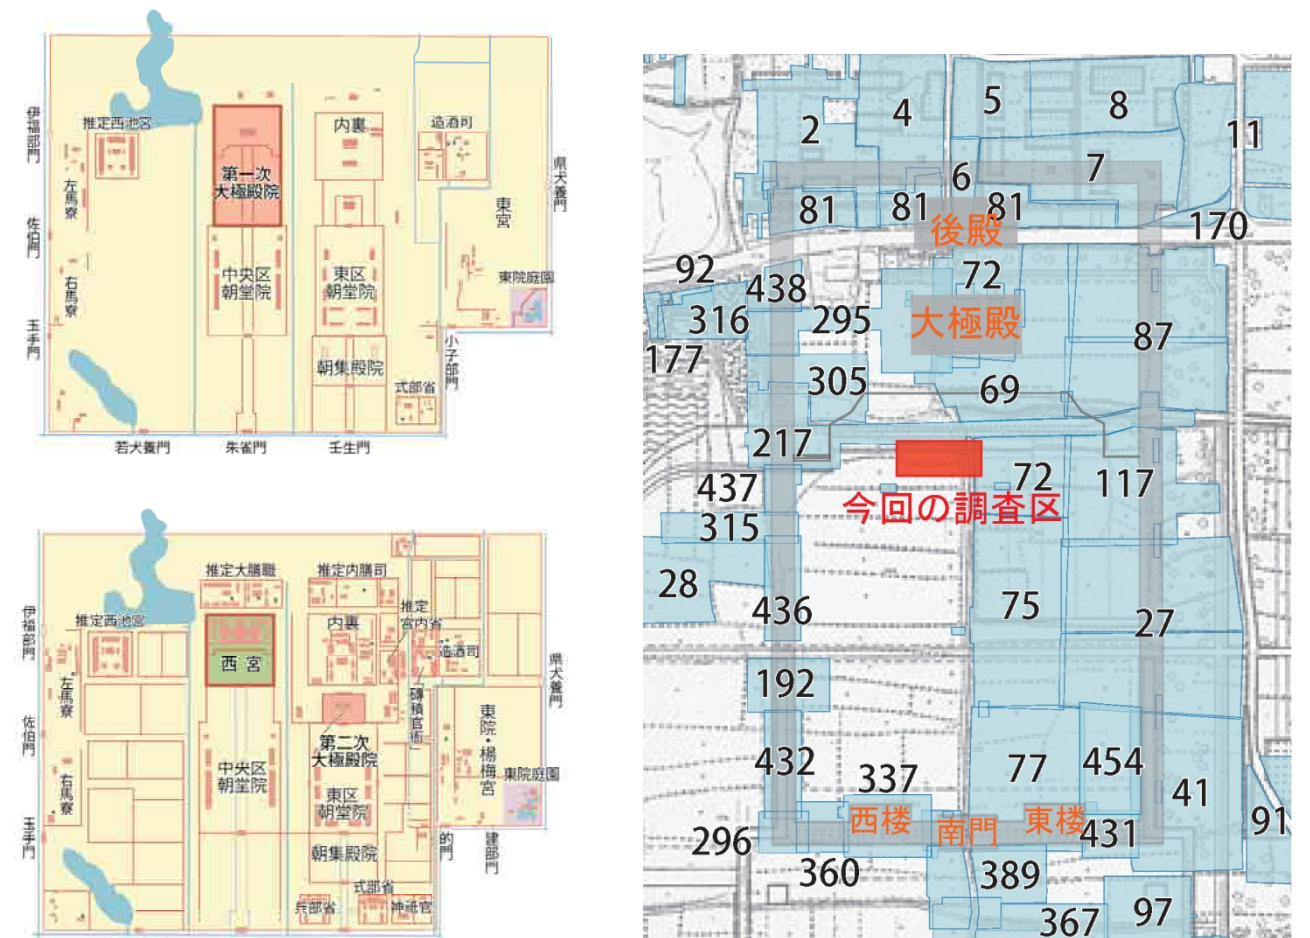 推定西池宮
内裏
造酒司
伊福部門
左馬寮
佐伯門
右馬寮
玉手門
第一次
大極殿院
中央区
朝堂院
東区
朝堂院
朝集殿院
東宮
県犬養門
東院庭園
小子部門
式部省
若犬養門
朱雀門
壬生門
推定大膳職
推定内膳司
推定
宮内省
推定西池宮
内裏
造酒司
西宮
「磚積官衙」
伊福部門
左馬寮
佐伯門
右馬寮
玉手門
第二次
大極殿院
中央区
朝堂院
東区
朝堂院
朝集殿院
東院・楊梅宮
県犬養門
東院庭園
的門
建部門
式部省
兵部省
神祇官
2
4
5
8
11
6
7
81
81
81
170
後殿
92
438
72
316
295
大極殿
87
177
305
69
217
437
72
117
今回の調査区
315
28
436
75
27
192
432
337
77
454
41
西楼
南門
東楼
431
91
296
360
389
367
97